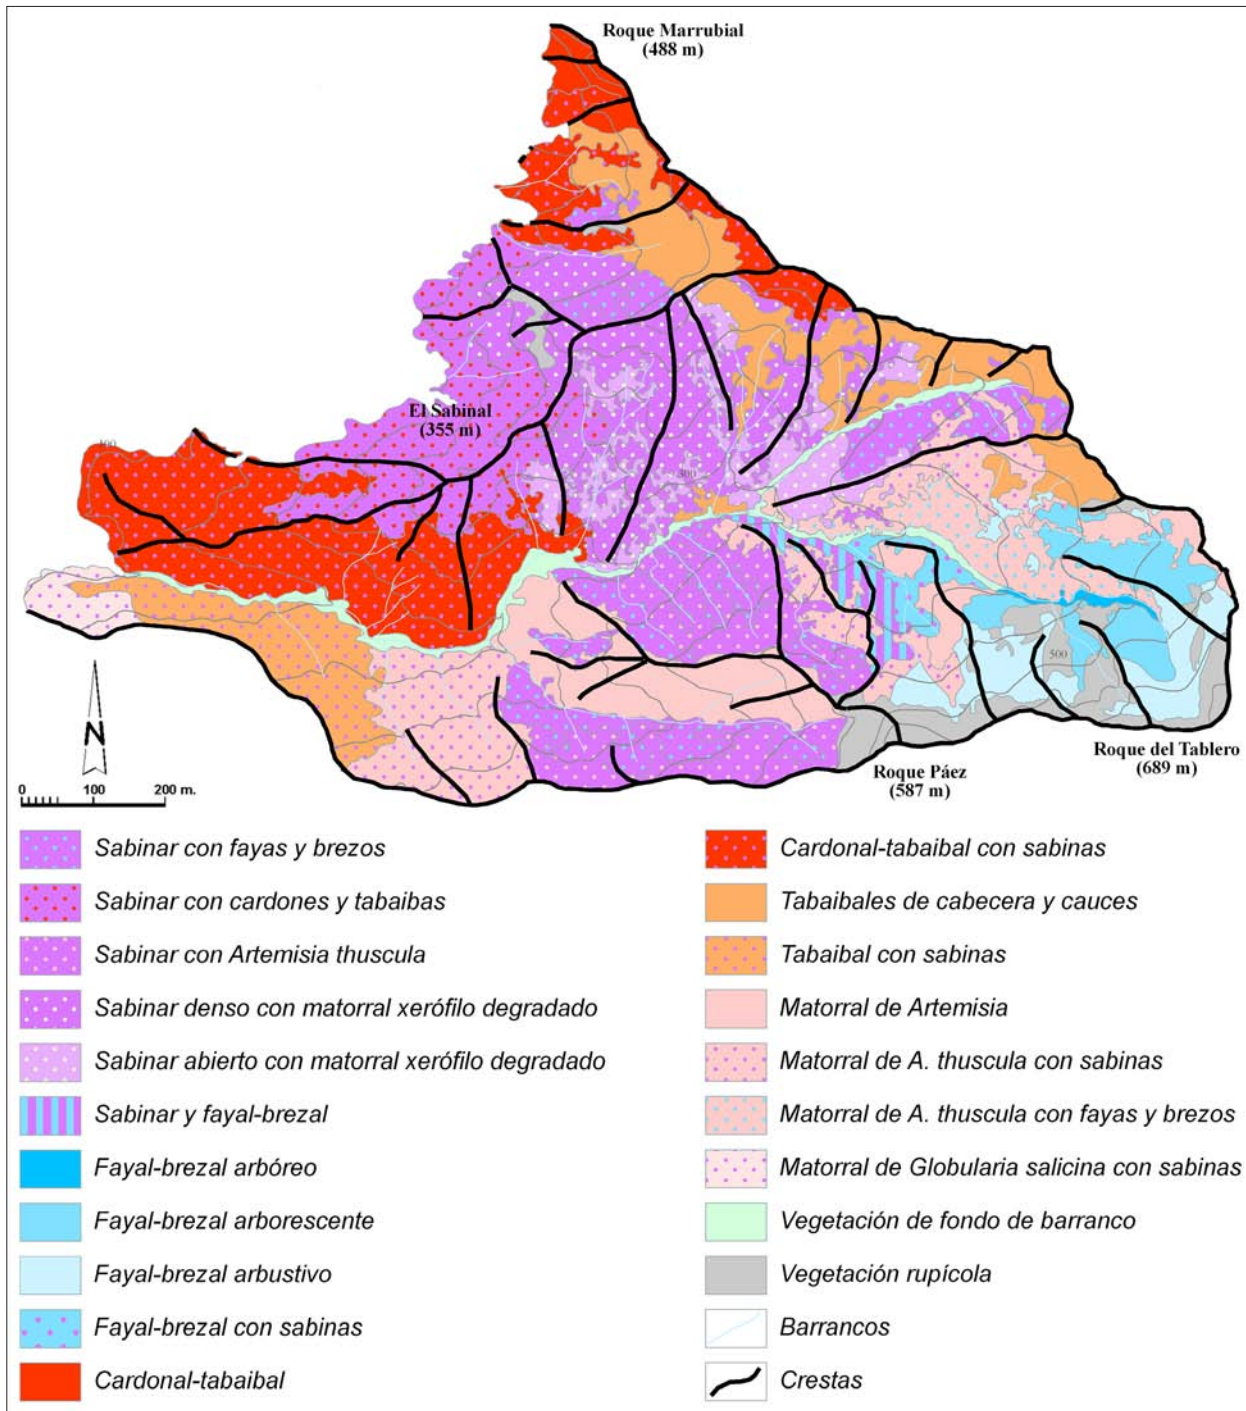 Roque Marrubial
(488 m)
El Sabinal
(355 m)
100
300
500
N
Roque del Tablero
(689 m)
Roque Páez
(587 m)
0 100 200 m.
Sabinar con fayas y brezos
Sabinar con cardones y tabaibas
Sabinar con Artemisia thuscula
Sabinar denso con matorral xerófilo degradado
Sabinar abierto con matorral xerófilo degradado
Sabinar y fayal-brezal
Fayal-brezal arbóreo
Fayal-brezal arborescente
Fayal-brezal arbustivo
Fayal-brezal con sabinas
Cardonal-tabaibal
Cardonal-tabaibal con sabinas
Tabaibales de cabecera y cauces
Tabaibal con sabinas
Matorral de Artemisia
Matorral de A. thuscula con sabinas
Matorral de A. thuscula con fayas y brezos
Matorral de Globularia salicina con sabinas
Vegetación de fondo de barranco
Vegetación rupícola
Barrancos
Crestas